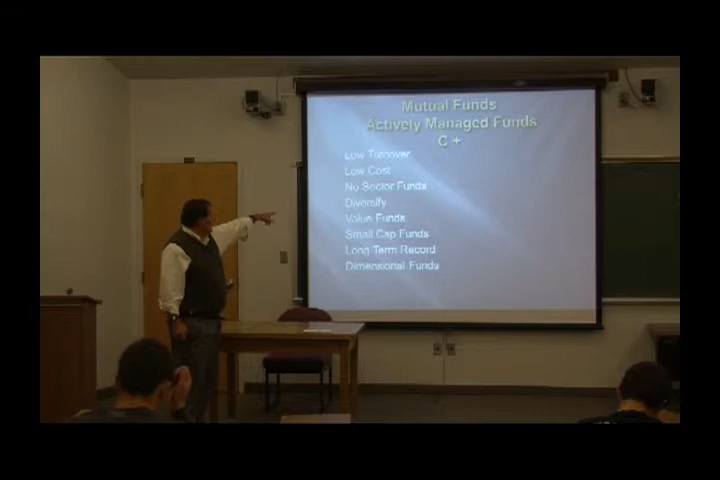 Mutual Funds
Actively Managed Funds
C +
Low Turnover
Low Cost
No Sector Funds
Diversify
Value Funds
Small Cap Funds
Long Term Record
Dimensional Funds